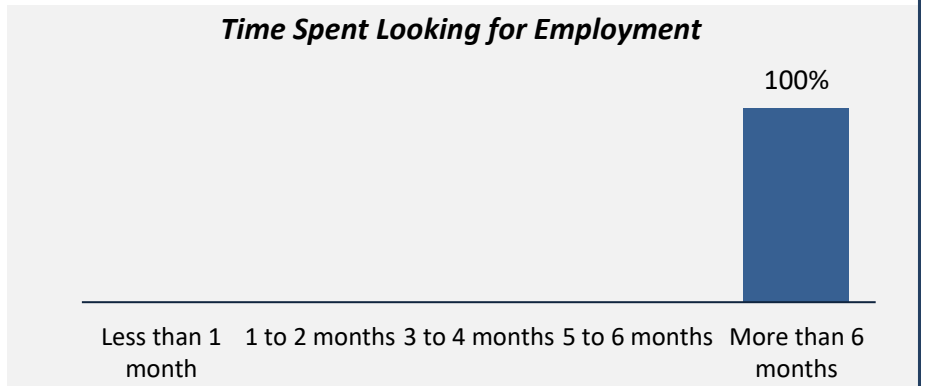 Time Spent Looking for Employment
100%
Less than 1 month
1 to 2 months
3 to 4 months
5 to 6 months
More than 6 months